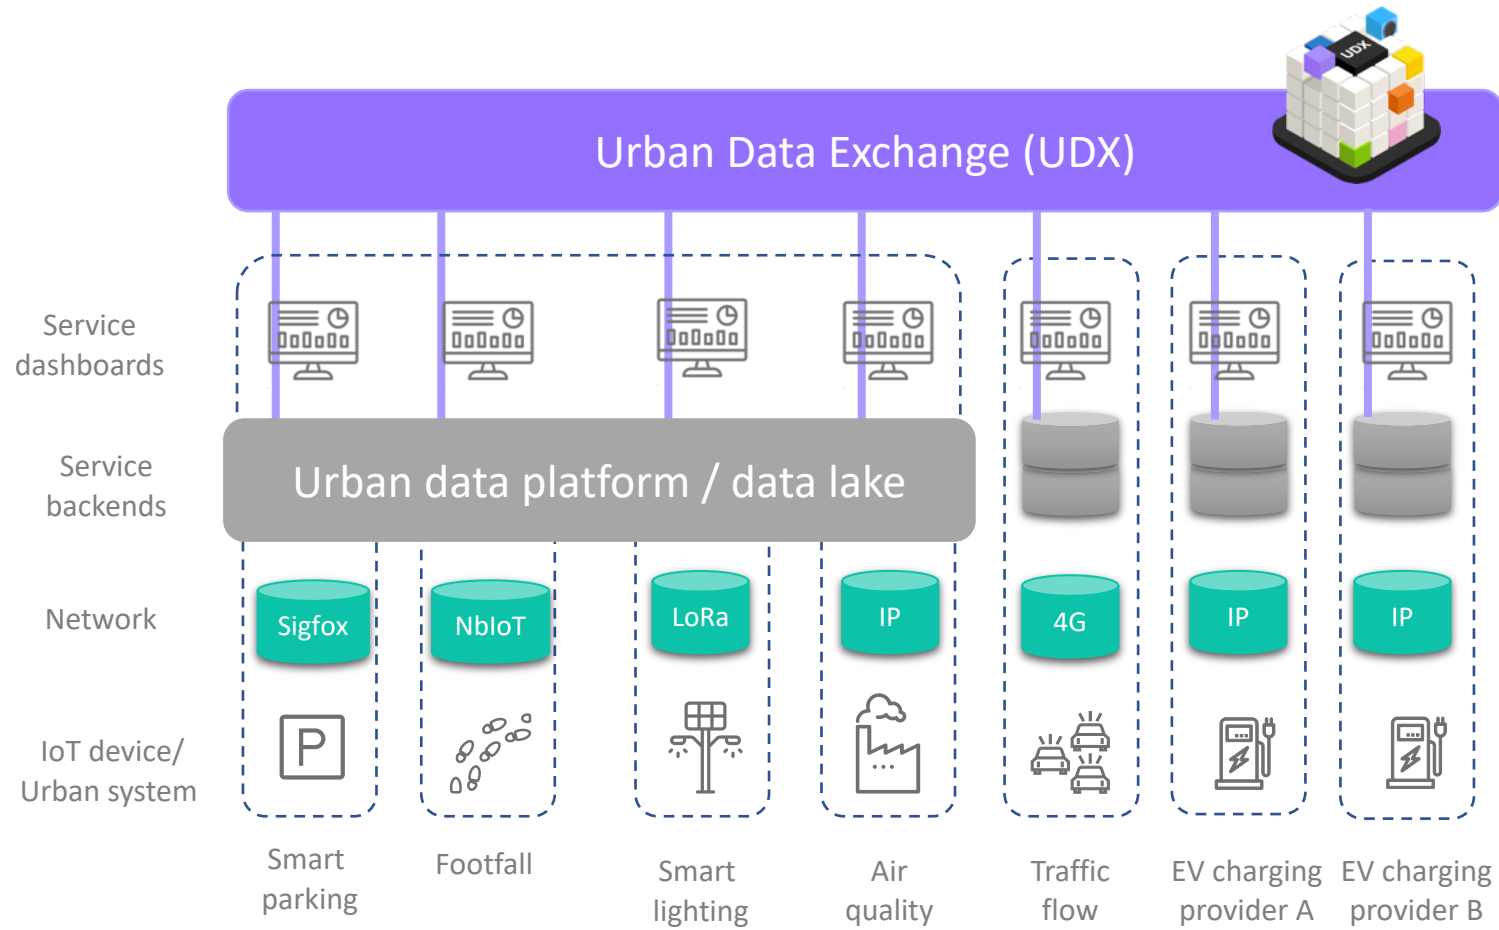 UDX
Urban Data Exchange (UDX)
Service
dashboards
Service
backends
Urban data platform / data lake
Network
Sigfox
NbIoT
LoRa
IP
4G
IP
IP
IoT device/
Urban system
P
Smart
parking
Footfall
Smart
lighting
Air
quality
Traffic
flow
EV charging
provider A
EV charging
provider B